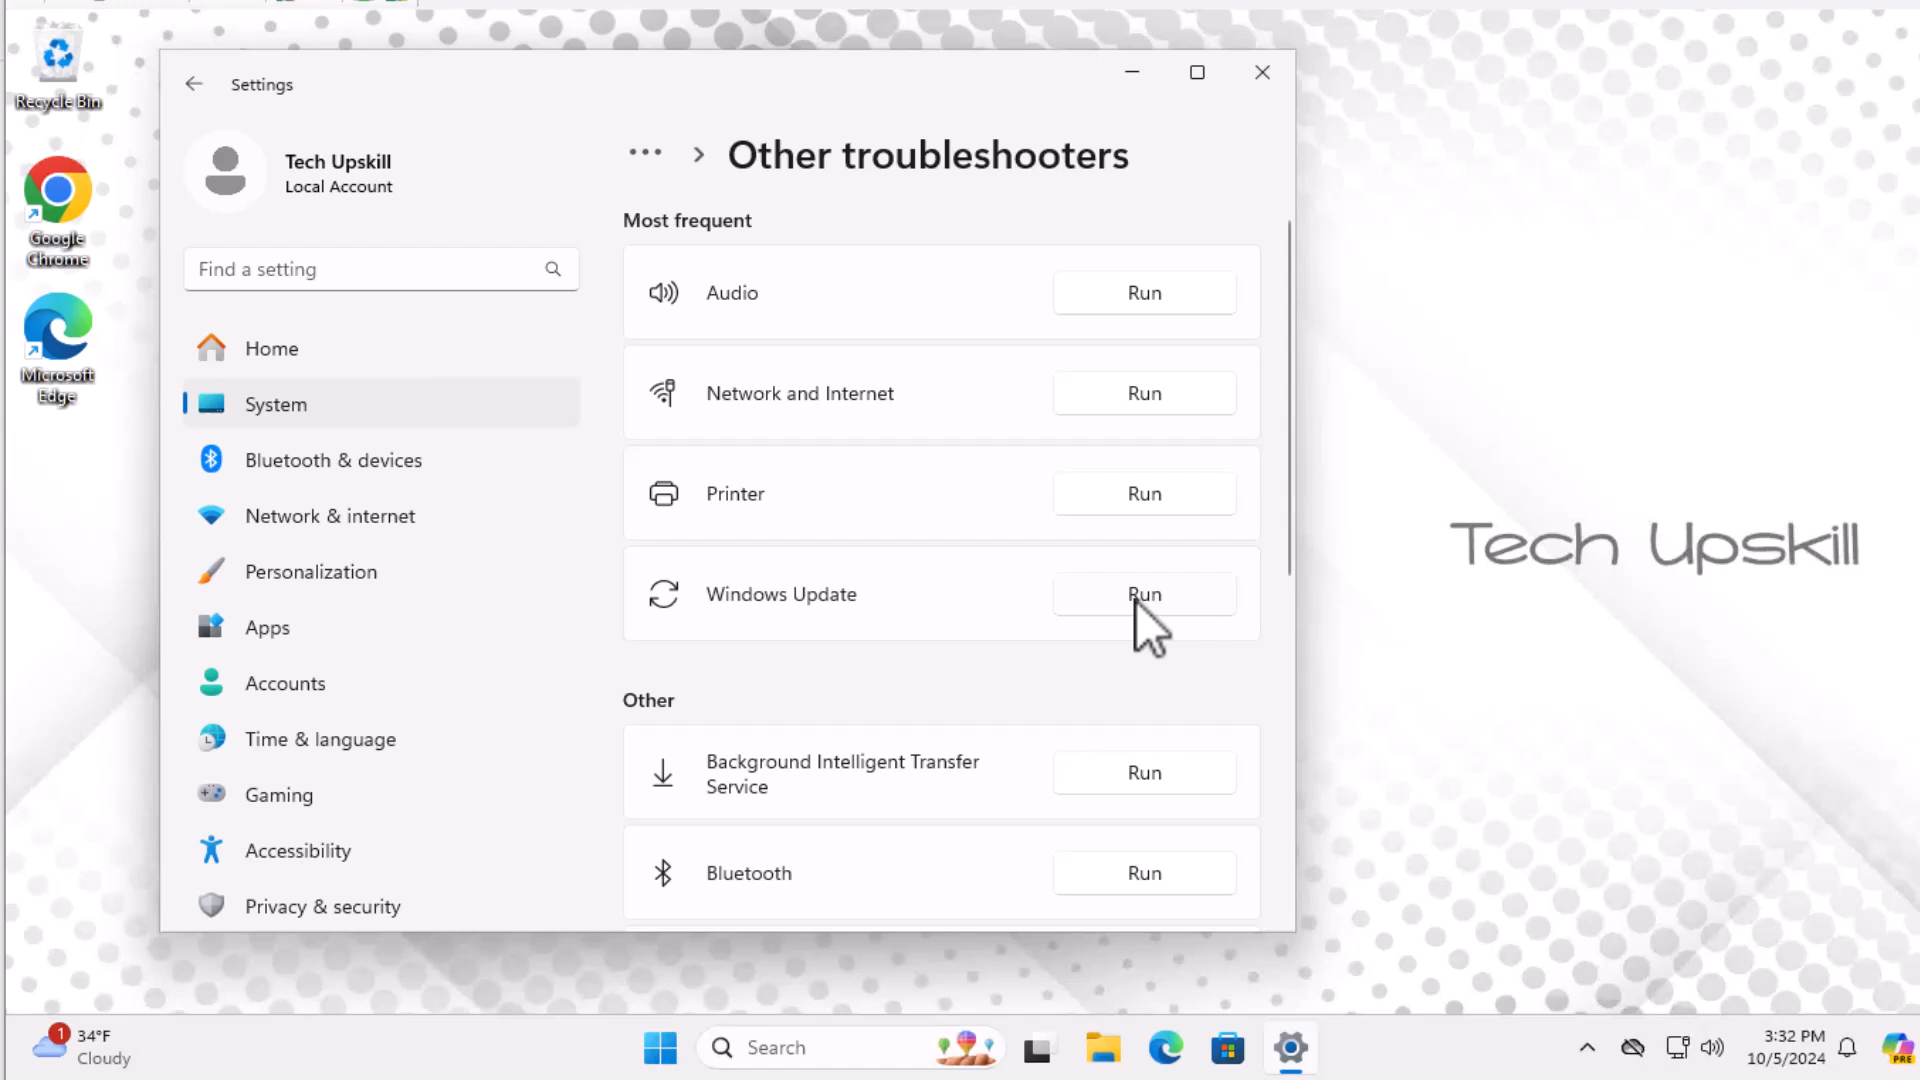 Recycle Bin
Google
Chrome
Microsoft
Edge
Settings
Tech Upskill
Local Account
Find a setting
Home
System
Bluetooth & devices
Network & internet
Personalization
Apps
Accounts
Time & language
Gaming
Accessibility
Privacy & security
... > Other troubleshooters
Most frequent
Audio Run
Network and Internet Run
Printer Run
Windows Update Run
Other
Background Intelligent Transfer
Service
Run
Bluetooth Run
Tech Upskill
1
34°F
Cloudy
Search
3:32 PM
10/5/2024
PRE